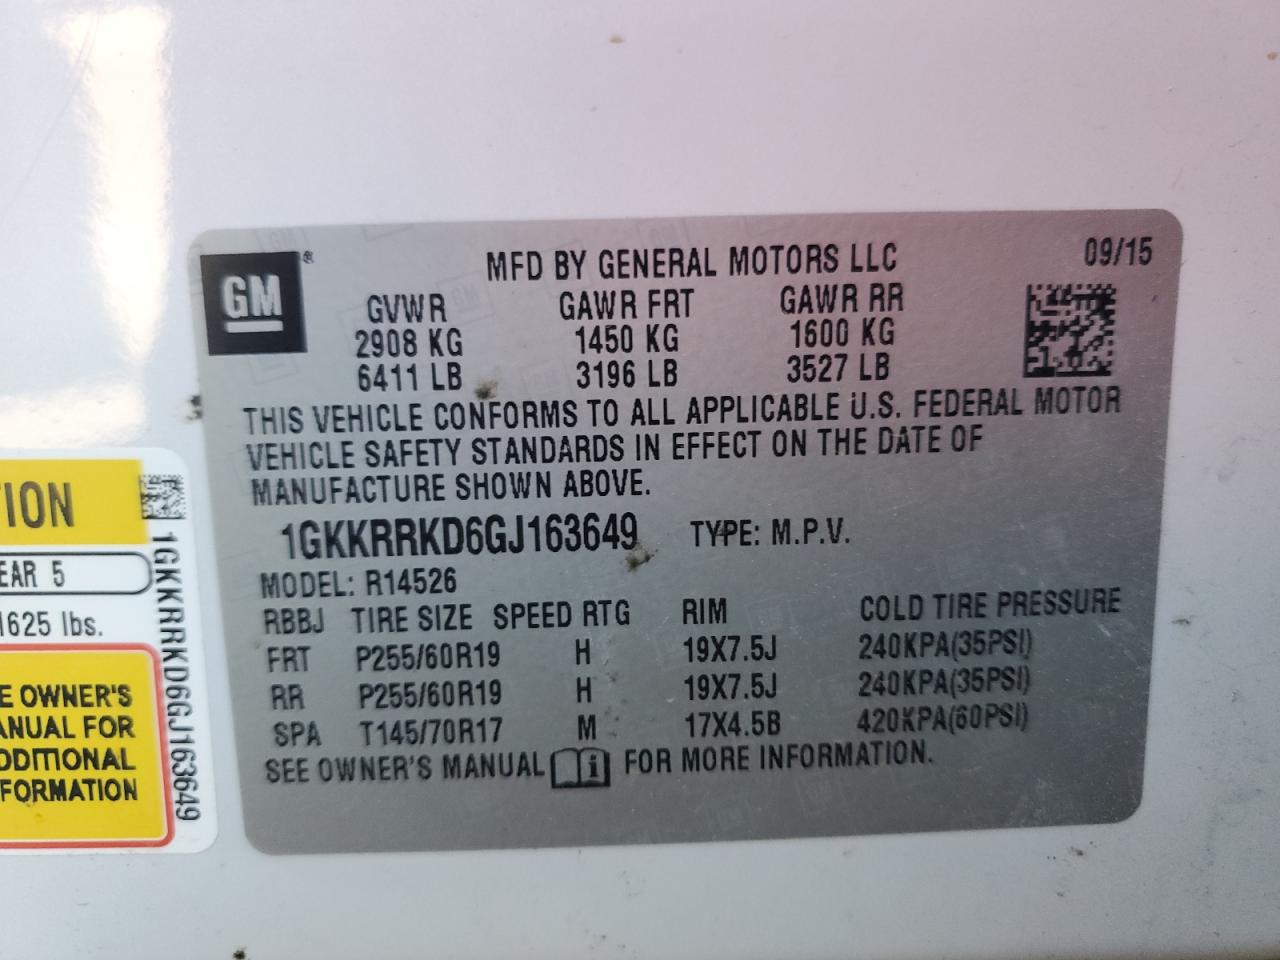 GM
®
MFD BY GENERAL MOTORS LLC
09/15
GVWR GAWR FRT GAWR RR
2908 KG 1450 KG 1600 KG
6411 LB 3196 LB 3527 LB
THIS VEHICLE CONFORMS TO ALL APPLICABLE U.S. FEDERAL MOTOR
VEHICLE SAFETY STANDARDS IN EFFECT ON THE DATE OF
MANUFACTURE SHOWN ABOVE.
1GKKRRKD6GJ163649 TYPE: M.P.V.
MODEL: R14526
RBBJ TIRE SIZE SPEED RTG RIM COLD TIRE PRESSURE
FRT P255/60R19 H 19X7.5J 240KPA(35PSI)
RR P255/60R19 H 19X7.5J 240KPA(35PSI)
SPA T145/70R17 M 17X4.5B 420KPA(60PSI)
SEE OWNER'S MANUAL i FOR MORE INFORMATION.
TION
EAR 5
1625 lbs.
E OWNER'S
ANUAL FOR
DDITIONAL
FORMATION
1GKKRRKD6GJ163649